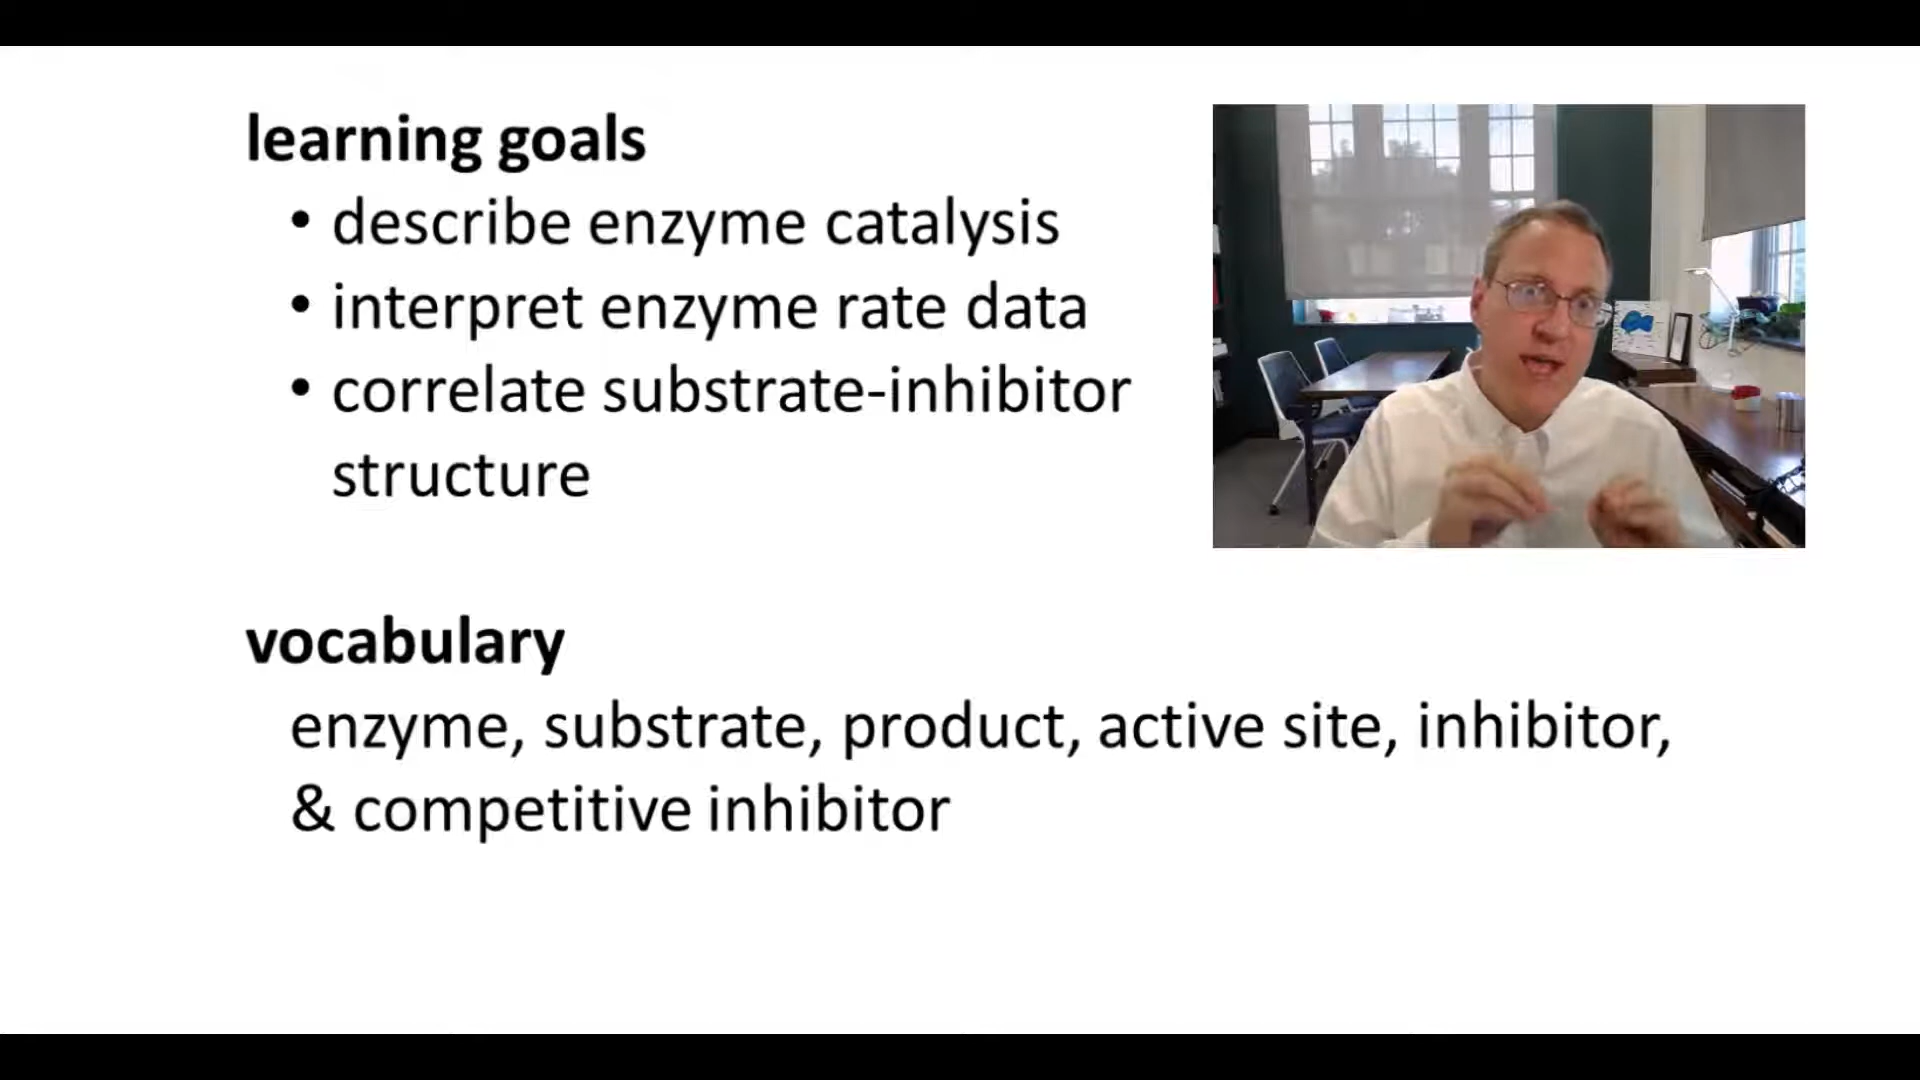 learning goals
• describe enzyme catalysis
• interpret enzyme rate data
• correlate substrate-inhibitor
structure
vocabulary
enzyme, substrate, product, active site, inhibitor,
& competitive inhibitor